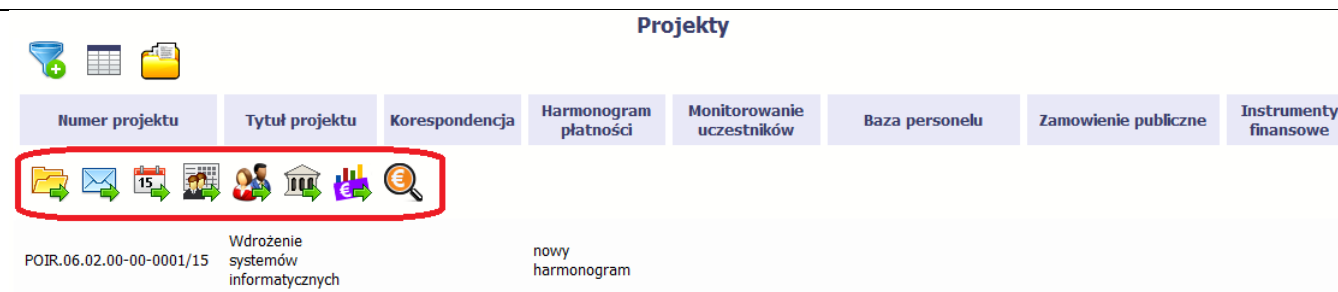 Projekty
Numer projektu
Tytuł projektu
Korespondencja
Harmonogram
płatności
Monitorowanie
uczestników
Baza personelu
Zamowienie publiczne
Instrumenty
finansowe
15
POIR.06.02.00-00-0001/15
Wdrożenie
systemów
informatycznych
nowy
harmonogram